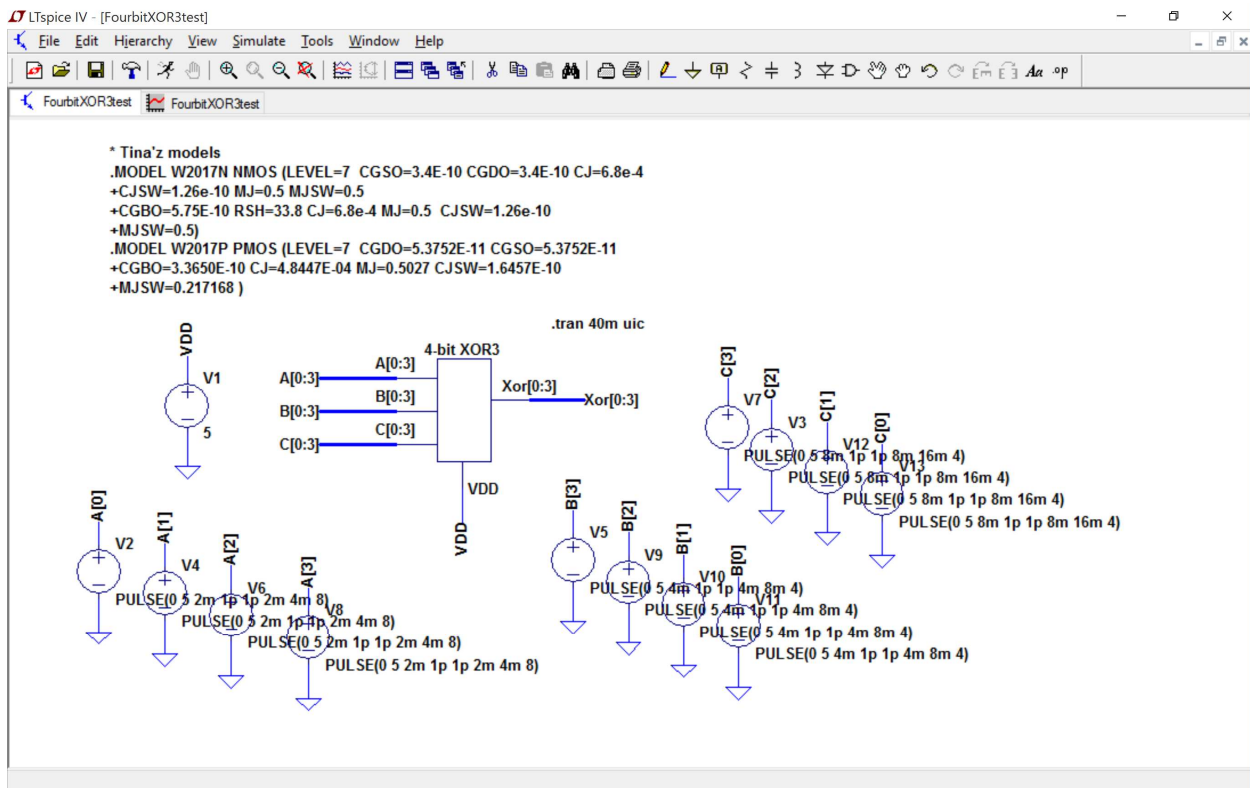 LTspice IV - [FourbitXOR3test]
File Edit Hierarchy View Simulate Tools Window Help
Aa .op
FourbitXOR3test FourbitXOR3test
* Tina'z models
.MODEL W2017N NMOS (LEVEL=7 CGSO=3.4E-10 CGDO=3.4E-10 CJ=6.8e-4
+CJSW=1.26e-10 MJ=0.5 MJSW=0.5
+CGBO=5.75E-10 RSH=33.8 CJ=6.8e-4 MJ=0.5 CJSW=1.26e-10
+MJSW=0.5)
.MODEL W2017P PMOS (LEVEL=7 CGDO=5.3752E-11 CGSO=5.3752E-11
+CGBO=3.3650E-10 CJ=4.8447E-04 MJ=0.5027 CJSW=1.6457E-10
+MJSW=0.217168 )
.tran 40m uic
VDD
V1
5
4-bit XOR3
A[0:3] A[0:3]
B[0:3] B[0:3]
C[0:3] C[0:3]
Xor[0:3] Xor[0:3]
VDD
VDD
C[3]
V7
PULSE(0 5 8m 1p 1p 8m 16m 4)
C[2]
V3
PULSE(0 5 8m 1p 1p 8m 16m 4)
C[1]
V12
PULSE(0 5 8m 1p 1p 8m 16m 4)
C[0]
V13
PULSE(0 5 8m 1p 1p 8m 16m 4)
A[0]
V2
PULSE(0 5 2m 1p 1p 2m 4m 8)
A[1]
V4
PULSE(0 5 2m 1p 1p 2m 4m 8)
A[2]
V6
PULSE(0 5 2m 1p 1p 2m 4m 8)
A[3]
V8
PULSE(0 5 2m 1p 1p 2m 4m 8)
B[3]
V5
PULSE(0 5 4m 1p 1p 4m 8m 4)
B[2]
V9
PULSE(0 5 4m 1p 1p 4m 8m 4)
B[1]
V10
PULSE(0 5 4m 1p 1p 4m 8m 4)
B[0]
V11
PULSE(0 5 4m 1p 1p 4m 8m 4)